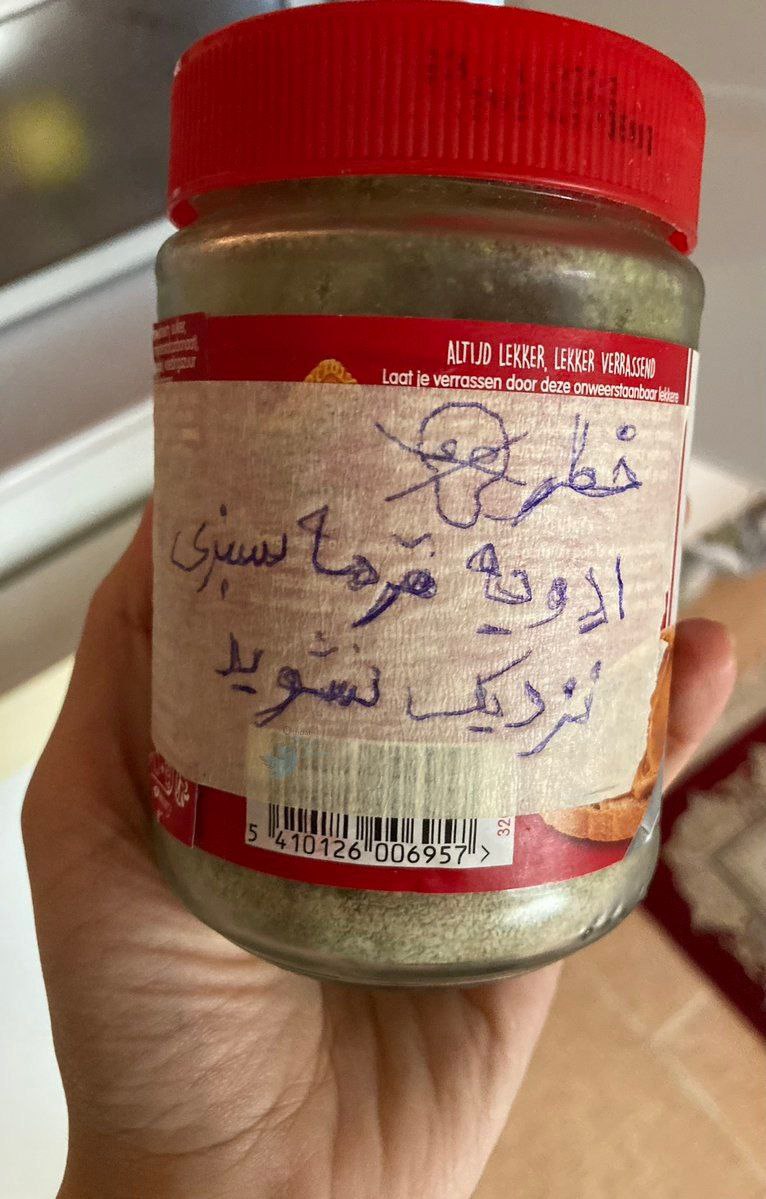 ALTIJD LEKKER, LEKKER VERRASSEND
Laat je verrassen door deze onweerstaanbaar lekkere
خطر
ادویه قرمه سبزی
نزدیک نشوید
5 410126 006957 >
32